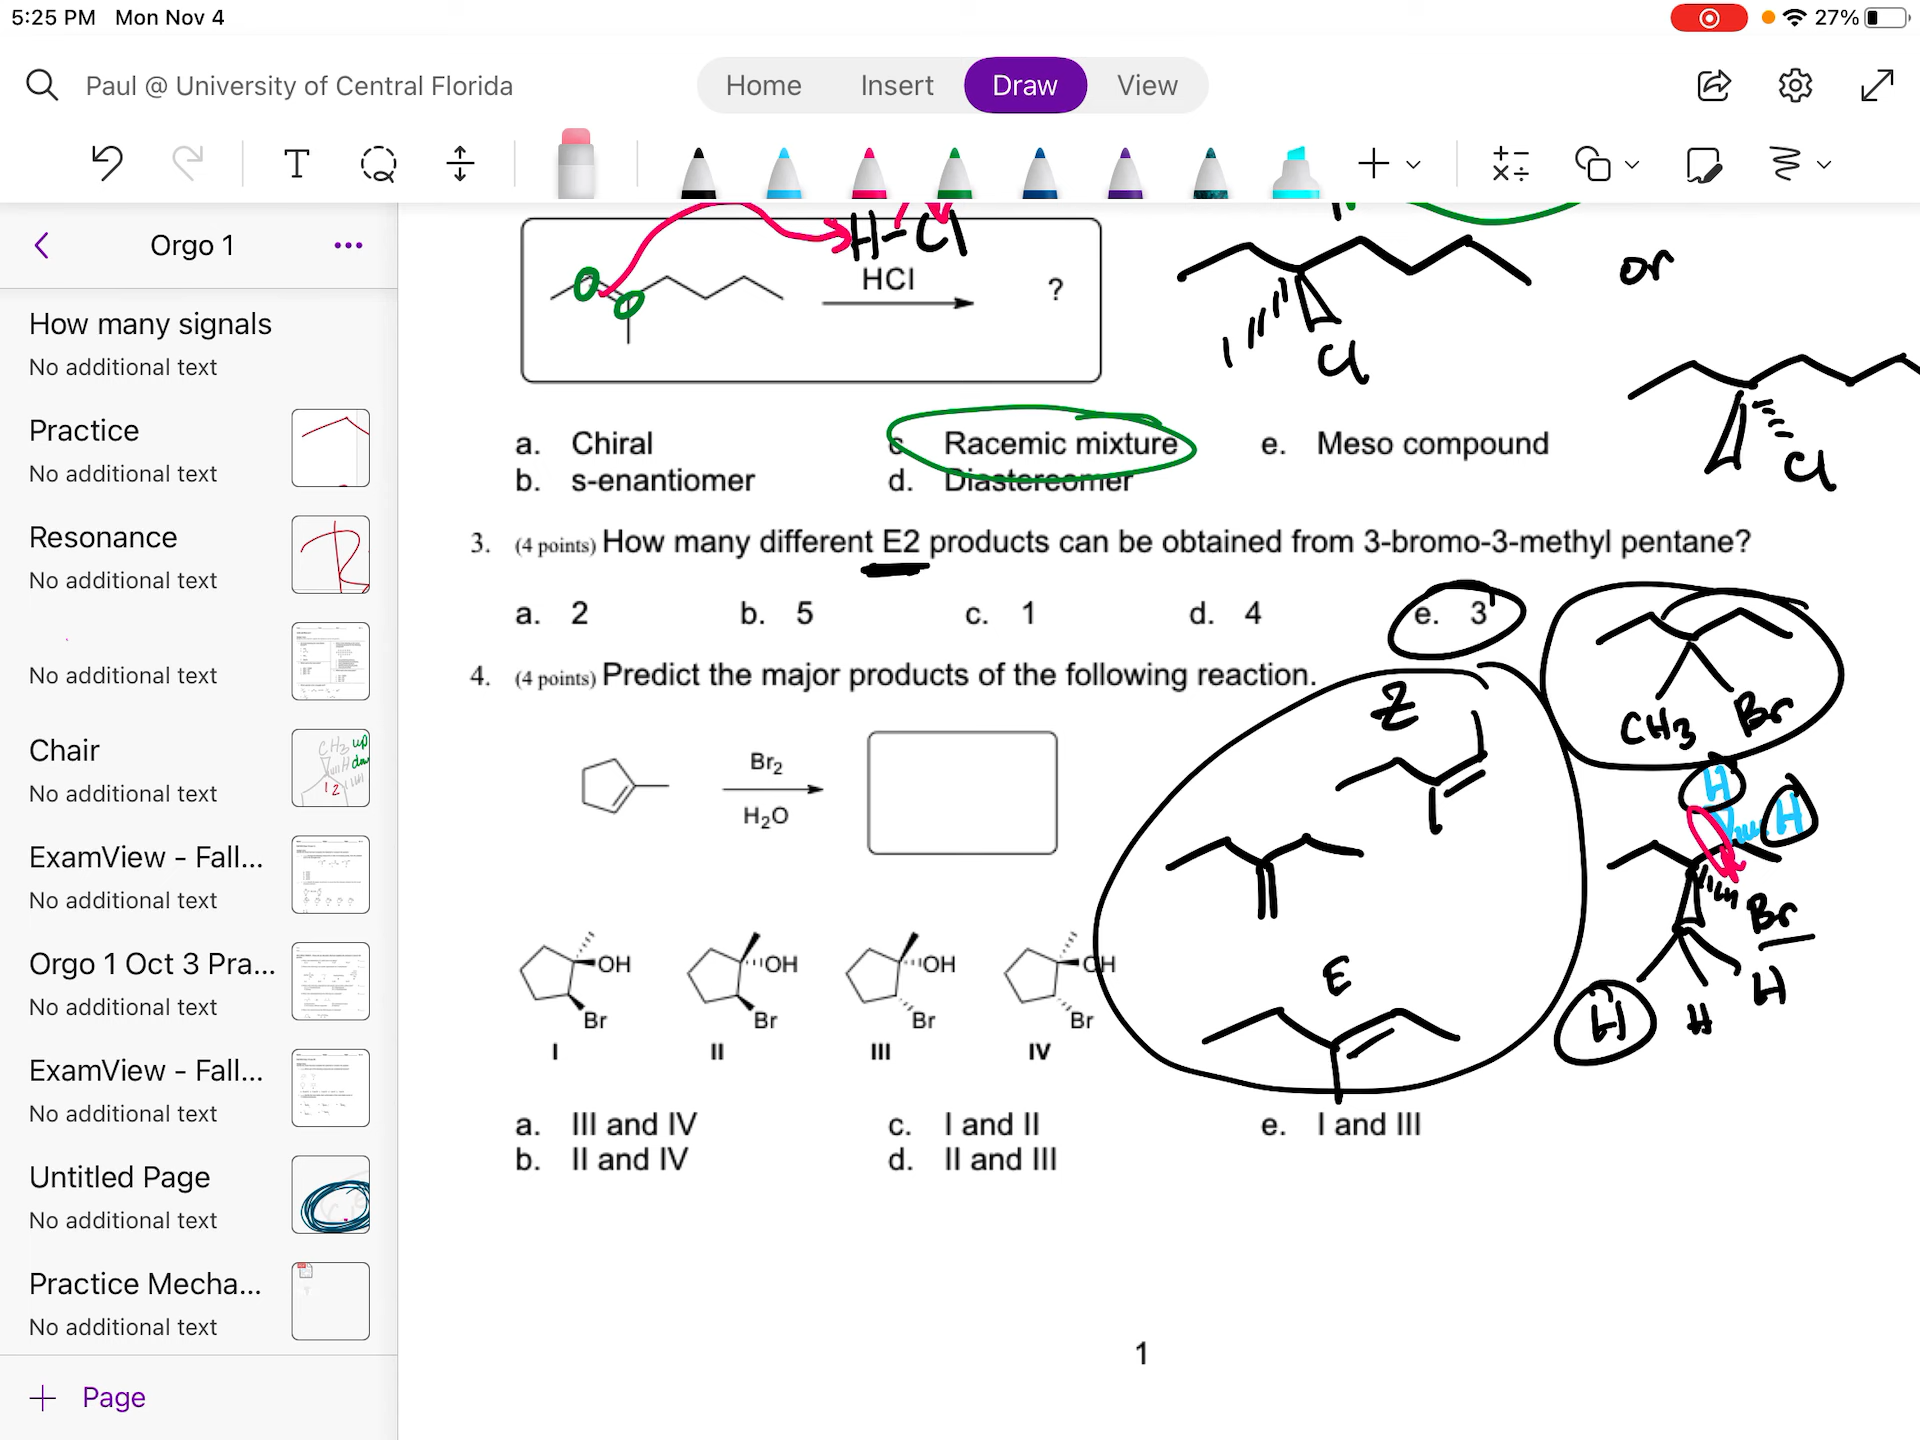 5:25 PM Mon Nov 4
27%
Paul @ University of Central Florida
Home Insert Draw View
T
Orgo 1
How many signals
No additional text
Practice
No additional text
Resonance
No additional text
No additional text
Chair
No additional text
ExamView - Fall...
No additional text
Orgo 1 Oct 3 Pra...
No additional text
ExamView - Fall...
No additional text
Untitled Page
No additional text
Practice Mecha...
No additional text
+ Page
H-Cl
HCl
?
Cl
or
Cl
a. Chiral
c. Racemic mixture
e. Meso compound
b. s-enantiomer
d. Diastereomer
3. (4 points) How many different E2 products can be obtained from 3-bromo-3-methyl pentane?
a. 2 b. 5 c. 1 d. 4 e. 3
CH3 Br
4. (4 points) Predict the major products of the following reaction.
Br2
H2O
Z
E
H H
Br
H H H
OH OH OH OH
Br Br Br Br
I II III IV
a. III and IV
c. I and II
e. I and III
b. II and IV
d. II and III
1